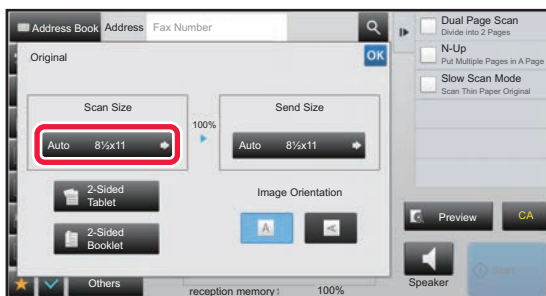 Address Book Address Fax Number
Original
OK
Scan Size
Auto 8½x11
100%
Send Size
Auto 8½x11
2-Sided
Tablet
2-Sided
Booklet
Image Orientation
A
A
Others
reception memory: 100%
Dual Page Scan
Divide into 2 Pages
N-Up
Put Multiple Pages in A Page
Slow Scan Mode
Scan Thin Paper Original
Preview
CA
Speaker
Start